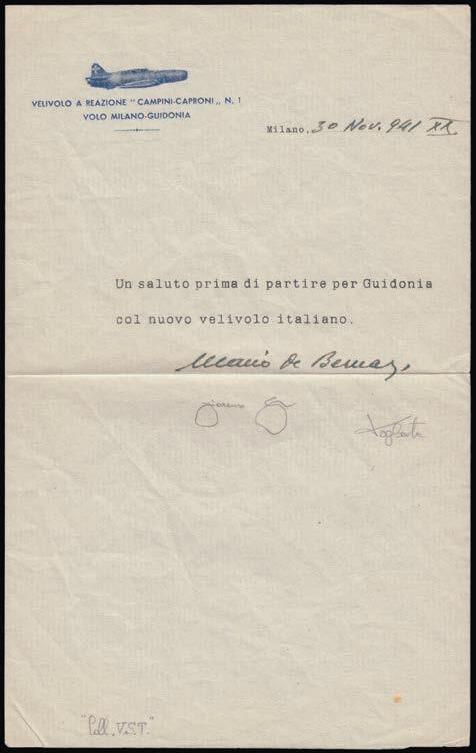 VELIVOLO A REAZIONE " CAMPINI-CAPRONI „ N. 1
VOLO MILANO-GUIDONIA
Milano, 30 Nov. 941 XX
Un saluto prima di partire per Guidonia
col nuovo velivolo italiano.
Mario de Bernardi
"Coll. V.S.T."